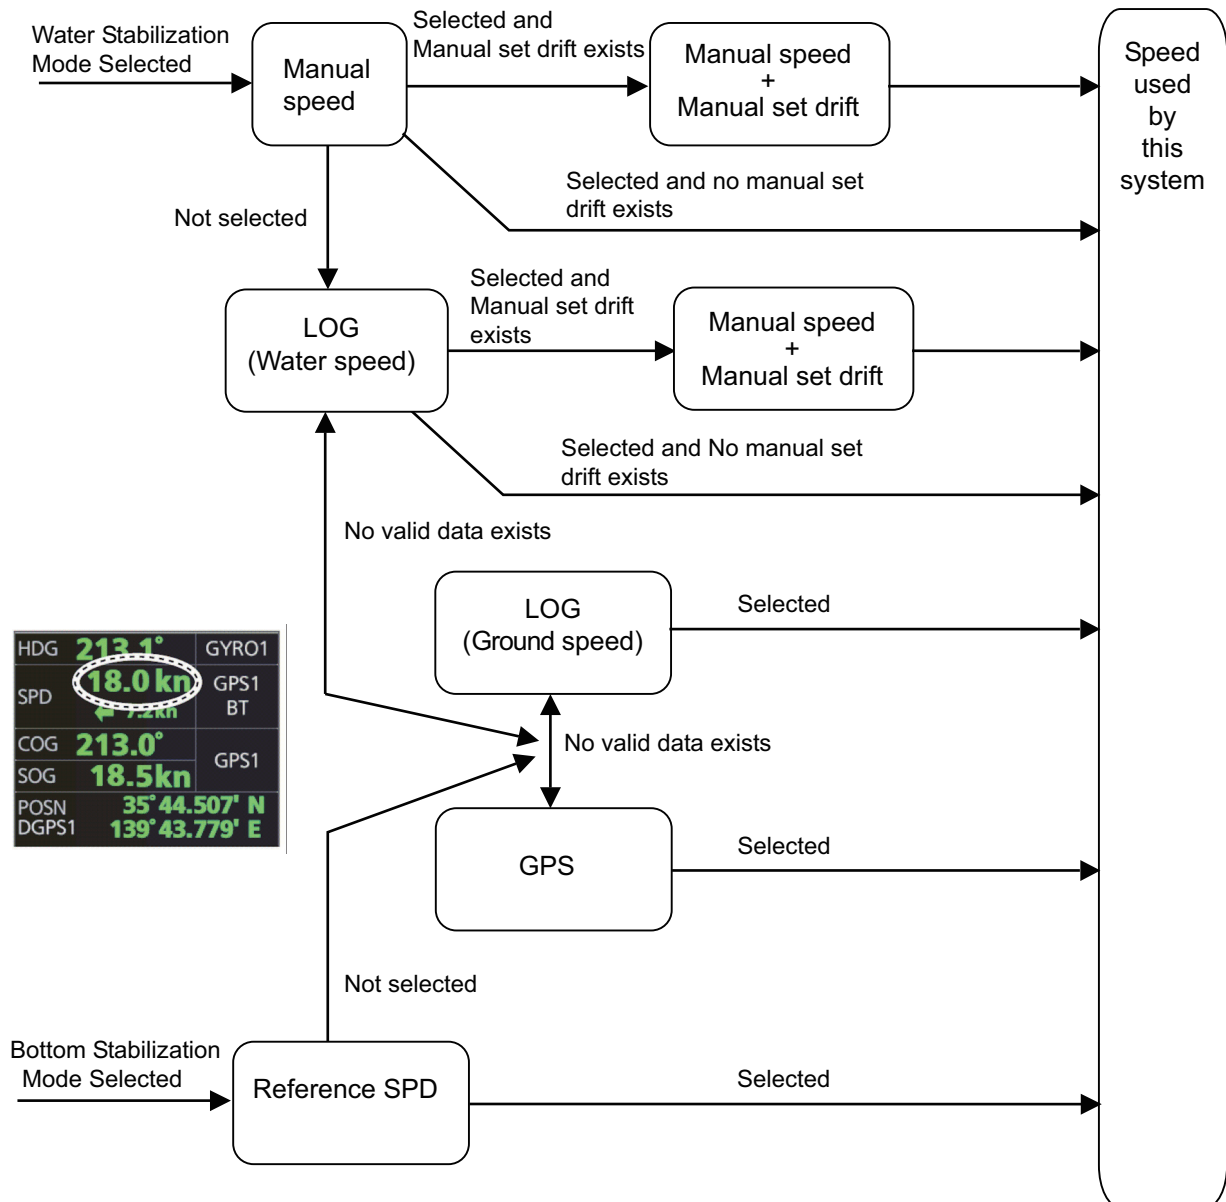 Water Stabilization
Mode Selected
Manual
speed
Selected and
Manual set drift exists
Manual speed
+
Manual set drift
Speed
used
by
this
system
Selected and no manual set
drift exists
Not selected
LOG
(Water speed)
Selected and
Manual set drift
exists
Manual speed
+
Manual set drift
Selected and No manual set
drift exists
No valid data exists
LOG
(Ground speed)
Selected
HDG 213.1° GYRO1
SPD 18.0 kn GPS1
7.2kn BT
COG 213.0° GPS1
SOG 18.5kn
POSN 35°44.507' N
DGPS1 139°43.779' E
No valid data exists
GPS
Selected
Not selected
Bottom Stabilization
Mode Selected
Reference SPD
Selected